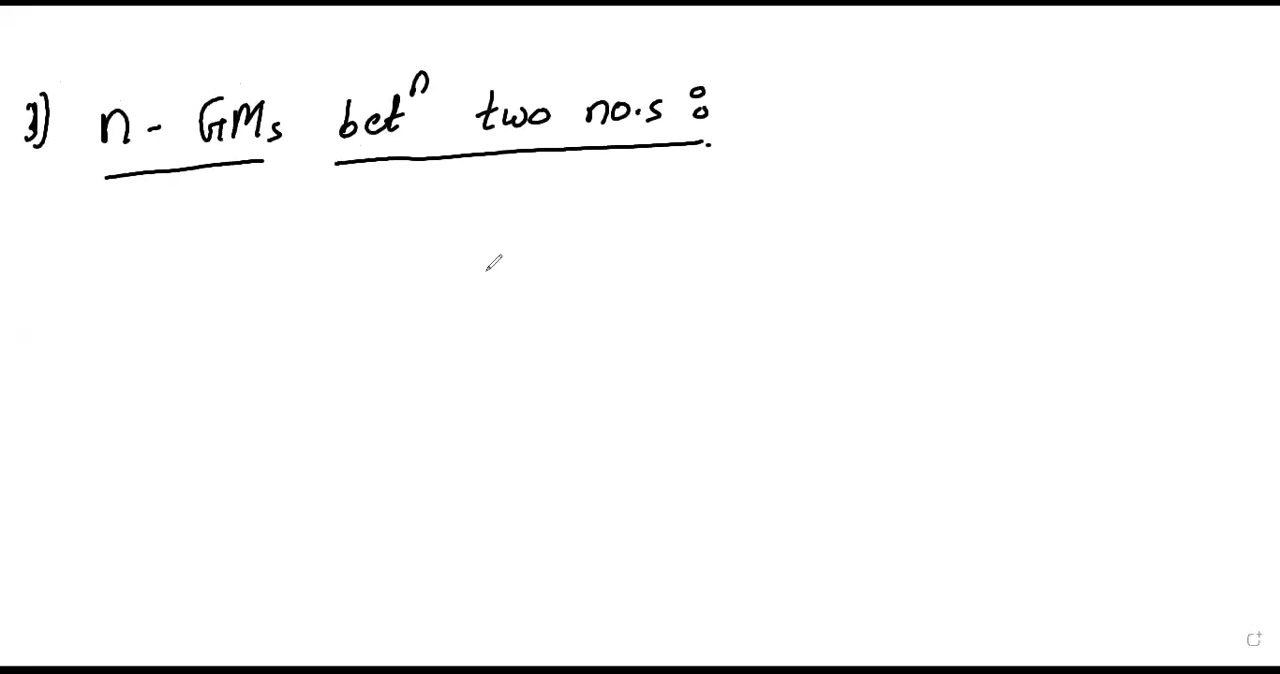 3) n - GMs betⁿ two no.s :